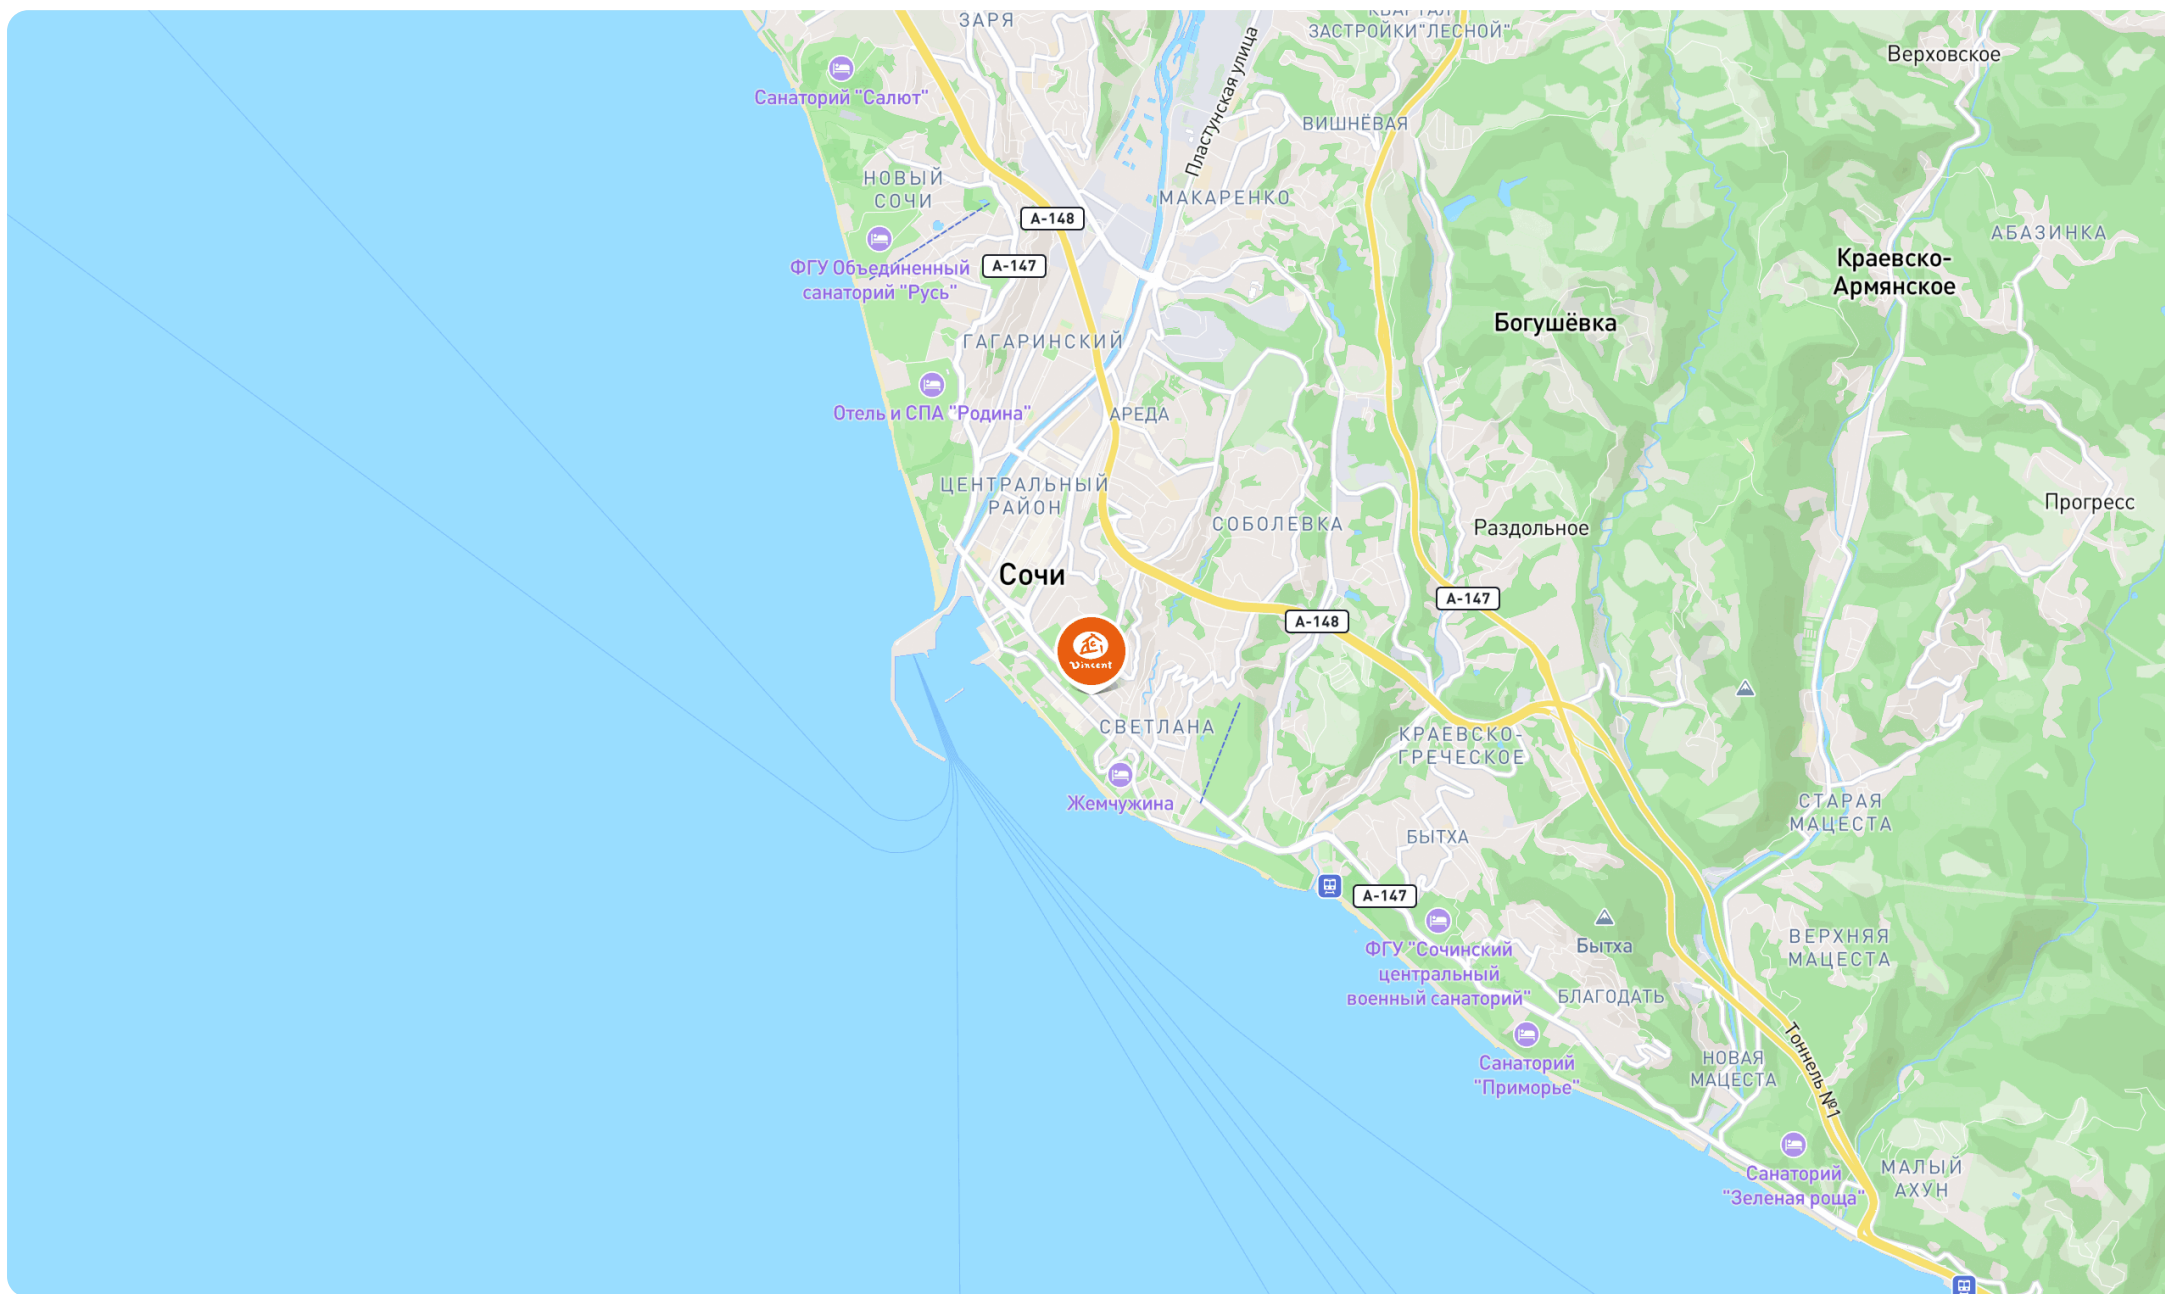 ЗАРЯ
КВАРТАЛ
ЗАСТРОЙКИ"ЛЕСНОЙ"
Верховское
Санаторий "Салют"
Пластунская улица
ВИШНЁВАЯ
НОВЫЙ
СОЧИ
МАКАРЕНКО
А-148
АБАЗИНКА
ФГУ Объединенный
санаторий "Русь"
А-147
Краевско-
Армянское
Богушёвка
ГАГАРИНСКИЙ
Отель и СПА "Родина"
АРЕДА
ЦЕНТРАЛЬНЫЙ
РАЙОН
СОБОЛЕВКА
Раздольное
Прогресс
Сочи
А-147
А-148
Vincent
СВЕТЛАНА
КРАЕВСКО-
ГРЕЧЕСКОЕ
Жемчужина
СТАРАЯ
МАЦЕСТА
БЫТХА
А-147
ФГУ "Сочинский
центральный
военный санаторий"
Бытха
ВЕРХНЯЯ
МАЦЕСТА
БЛАГОДАТЬ
Санаторий
"Приморье"
НОВАЯ
МАЦЕСТА
Тоннель №1
Санаторий
"Зеленая роща"
МАЛЫЙ
АХУН